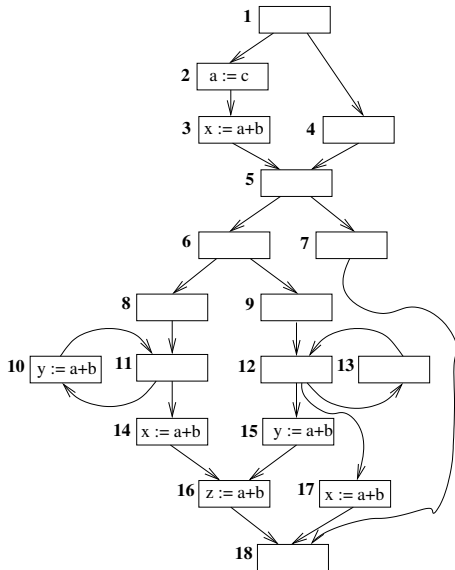 1
2 a := c
3 x := a+b 4
5
6 7
8 9
10 y := a+b 11 12 13
14 x := a+b 15 y := a+b
16 z := a+b 17 x := a+b
18